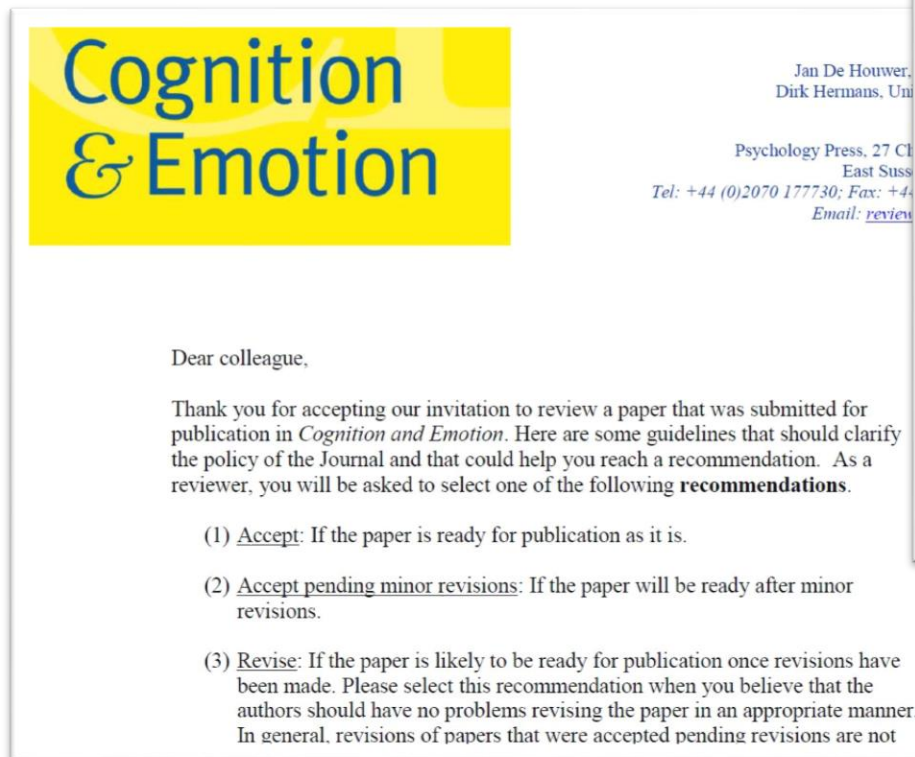 Cognition
& Emotion
Jan De Houwer,
Dirk Hermans,
Psychology Press, 27
East
Tel: +44 (0)2070 177730; Fax:
Email: review
Dear colleague,
Thank you for accepting our invitation to review a paper that was submitted for
publication in Cognition and Emotion. Here are some guidelines that should clarify
the policy of the Journal and that could help you reach a recommendation. As a
reviewer, you will be asked to select one of the following recommendations.
(1) Accept: If the paper is ready for publication as it is.
(2) Accept pending minor revisions: If the paper will be ready after minor
revisions.
(3) Revise: If the paper is likely to be ready for publication once revisions have
been made. Please select this recommendation when you believe that the
authors should have no problems revising the paper in an appropriate manner.
In general, revisions of papers that were accepted pending revisions are not